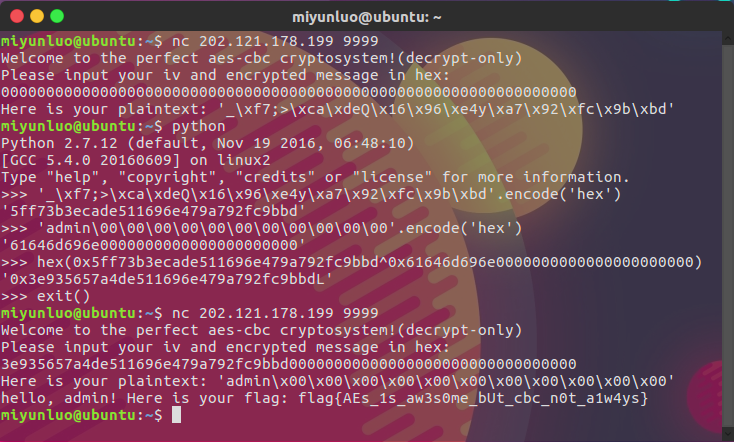 miyunluo@ubuntu: ~
miyunluo@ubuntu:~$ nc 202.121.178.199 9999
Welcome to the perfect aes-cbc cryptosystem!(decrypt-only)
Please input your iv and encrypted message in hex:
0000000000000000000000000000000000000000000000000000000000000000
Here is your plaintext: '_\xf7;>\xca\xdeQ\x16\x96\xe4y\xa7\x92\xfc\x9b\xbd'
miyunluo@ubuntu:~$ python
Python 2.7.12 (default, Nov 19 2016, 06:48:10)
[GCC 5.4.0 20160609] on linux2
Type "help", "copyright", "credits" or "license" for more information.
>>> '_\xf7;>\xca\xdeQ\x16\x96\xe4y\xa7\x92\xfc\x9b\xbd'.encode('hex')
'5ff73b3ecade511696e479a792fc9bbd'
>>> 'admin\00\00\00\00\00\00\00\00\00\00\00'.encode('hex')
'61646d696e0000000000000000000000'
>>> hex(0x5ff73b3ecade511696e479a792fc9bbd^0x61646d696e0000000000000000000000)
'0x3e935657a4de511696e479a792fc9bbdL'
>>> exit()
miyunluo@ubuntu:~$ nc 202.121.178.199 9999
Welcome to the perfect aes-cbc cryptosystem!(decrypt-only)
Please input your iv and encrypted message in hex:
3e935657a4de511696e479a792fc9bbd00000000000000000000000000000000
Here is your plaintext: 'admin\x00\x00\x00\x00\x00\x00\x00\x00\x00\x00\x00'
hello, admin! Here is your flag: flag{AEs_1s_aw3s0me_bUt_cbc_n0t_a1w4ys}
miyunluo@ubuntu:~$